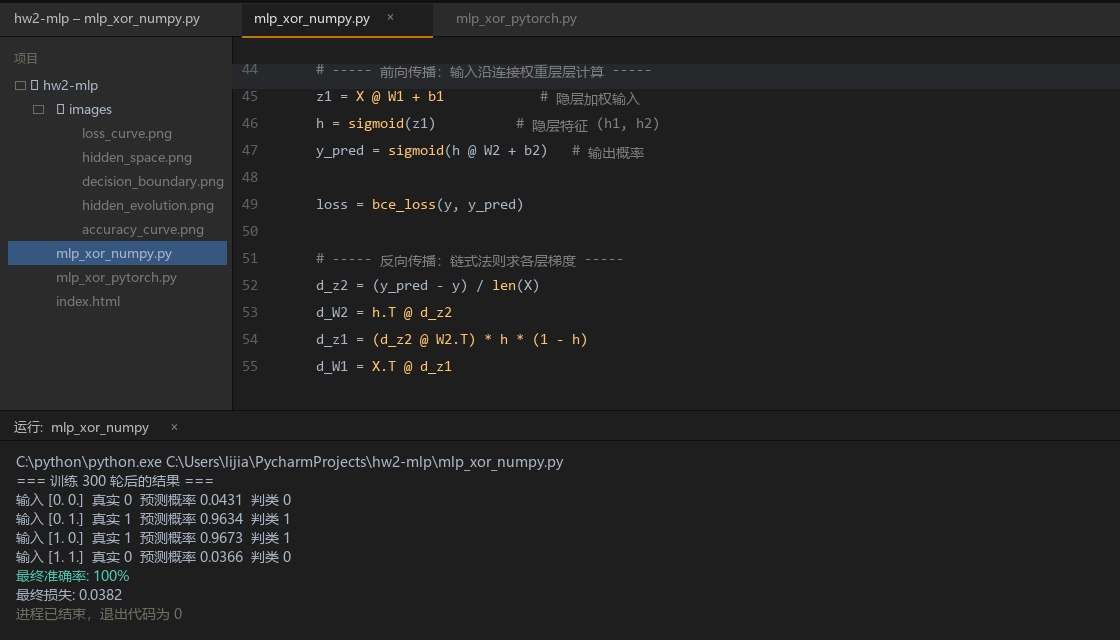 hw2-mlp – mlp_xor_numpy.py
mlp_xor_numpy.py ×
mlp_xor_pytorch.py
项目
hw2-mlp
images
loss_curve.png
hidden_space.png
decision_boundary.png
hidden_evolution.png
accuracy_curve.png
mlp_xor_numpy.py
mlp_xor_pytorch.py
index.html
44 # ----- 前向传播: 输入沿连接权重层层计算 -----
45 z1 = X @ W1 + b1 # 隐层加权输入
46 h = sigmoid(z1) # 隐层特征 (h1, h2)
47 y_pred = sigmoid(h @ W2 + b2) # 输出概率
48
49 loss = bce_loss(y, y_pred)
50
51 # ----- 反向传播: 链式法则求各层梯度 -----
52 d_z2 = (y_pred - y) / len(X)
53 d_W2 = h.T @ d_z2
54 d_z1 = (d_z2 @ W2.T) * h * (1 - h)
55 d_W1 = X.T @ d_z1
运行: mlp_xor_numpy ×
C:\python\python.exe C:\Users\lijia\PycharmProjects\hw2-mlp\mlp_xor_numpy.py
=== 训练 300 轮后的结果 ===
输入 [0. 0.] 真实 0 预测概率 0.0431 判类 0
输入 [0. 1.] 真实 1 预测概率 0.9634 判类 1
输入 [1. 0.] 真实 1 预测概率 0.9673 判类 1
输入 [1. 1.] 真实 0 预测概率 0.0366 判类 0
最终准确率: 100%
最终损失: 0.0382
进程已结束，退出代码为 0